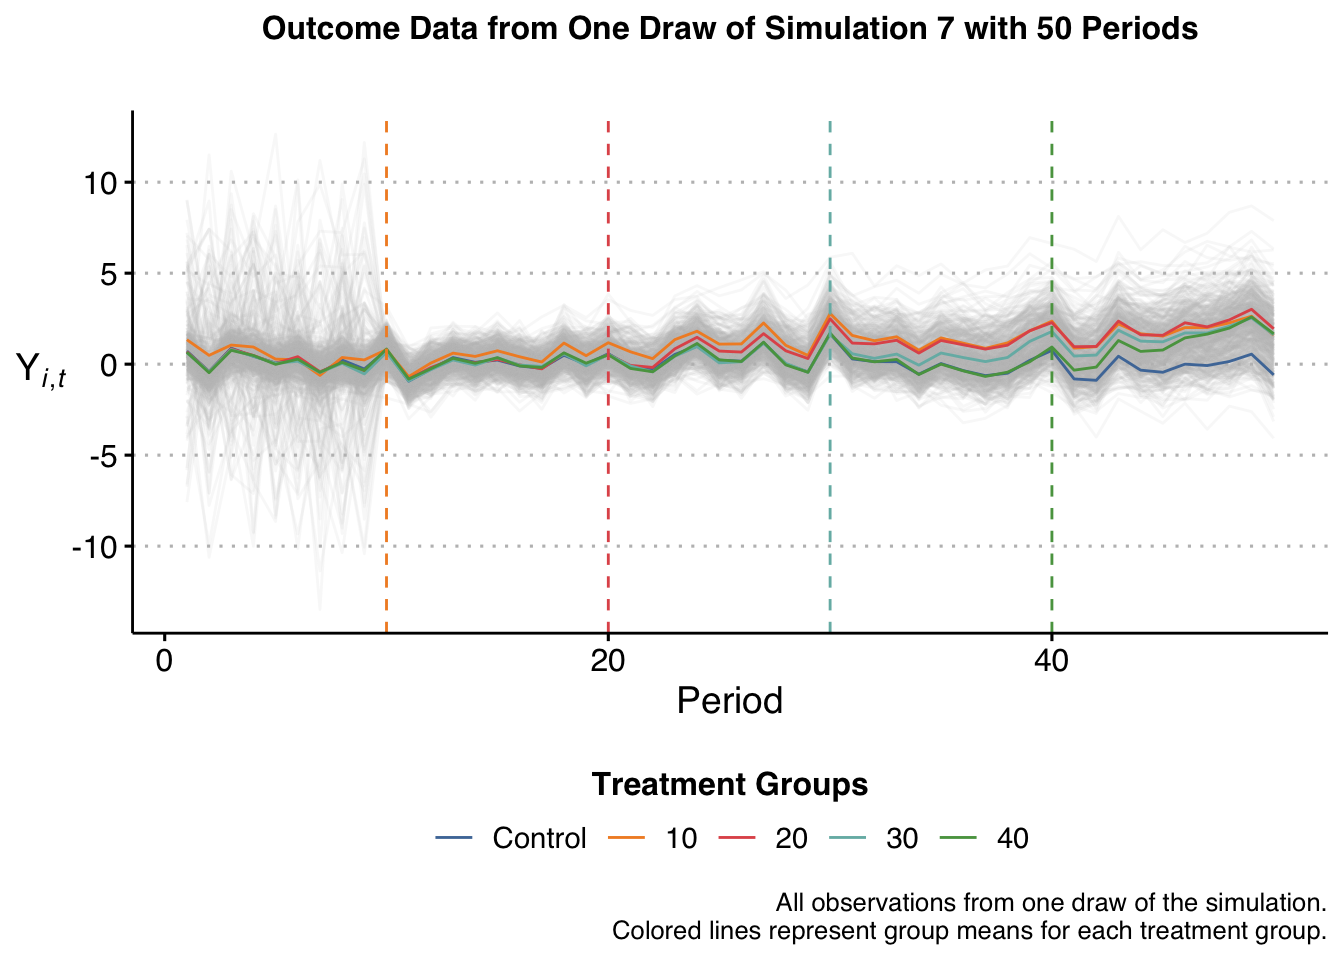 Outcome Data from One Draw of Simulation 7 with 50 Periods
10
5
0
-5
-10
Y i,t
0 20 40
Period
Treatment Groups
Control 10 20 30 40
All observations from one draw of the simulation.
Colored lines represent group means for each treatment group.